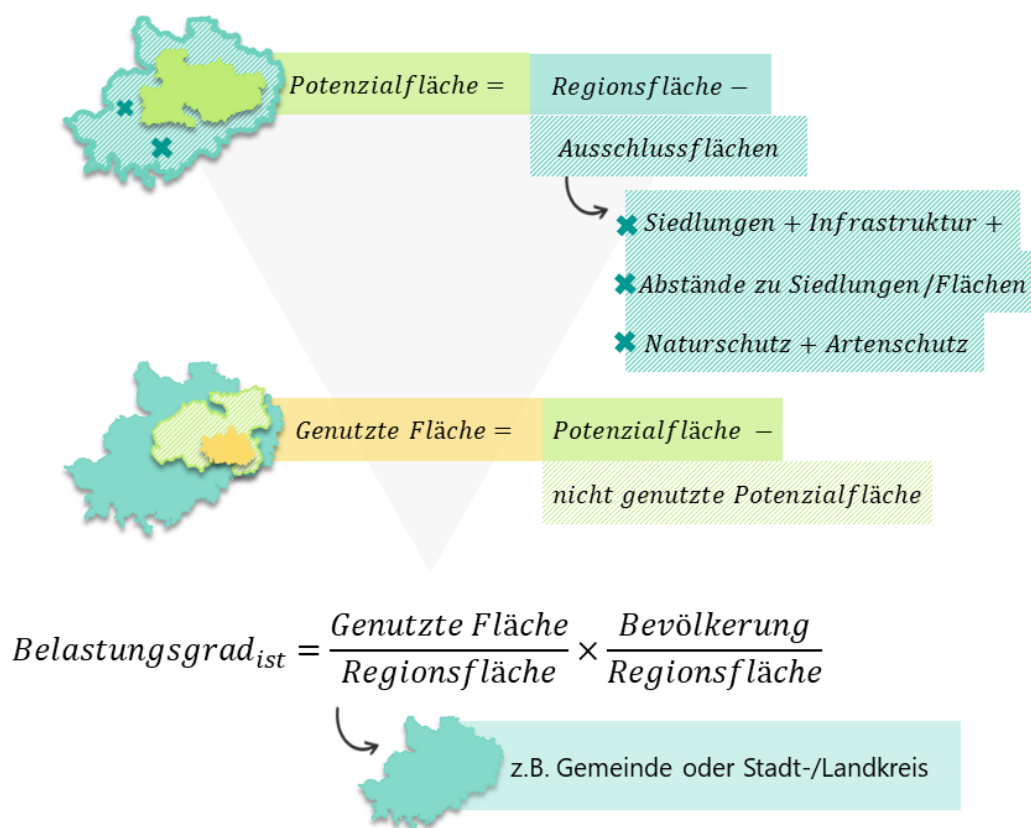 Potenzialfläche = Regionsfläche −
Ausschlussflächen
Siedlungen + Infrastruktur +
Abstände zu Siedlungen/Flächen
Naturschutz + Artenschutz
Genutzte Fläche = Potenzialfläche −
nicht genutzte Potenzialfläche
Belastungsgrad_ist = Genutzte Fläche / Regionsfläche × Bevölkerung / Regionsfläche
z.B. Gemeinde oder Stadt-/Landkreis